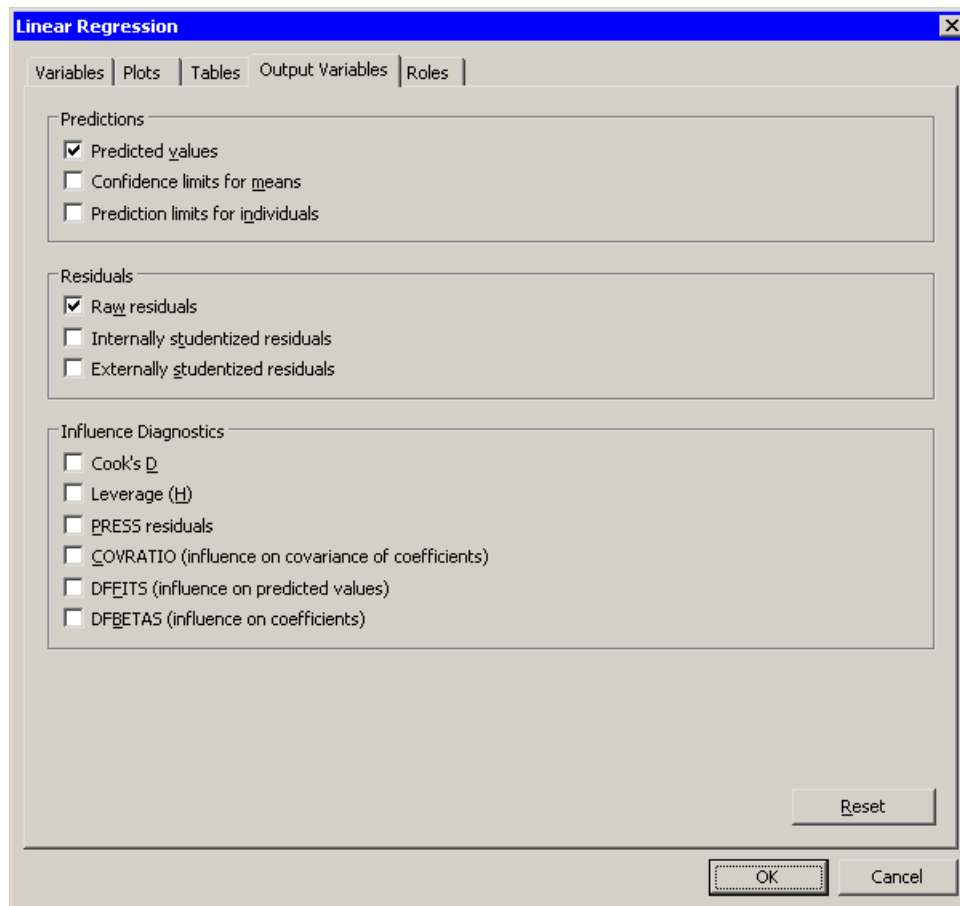 Linear Regression
Variables Plots Tables Output Variables Roles
Predictions
Predicted values
Confidence limits for means
Prediction limits for individuals
Residuals
Raw residuals
Internally studentized residuals
Externally studentized residuals
Influence Diagnostics
Cook's D
Leverage (H)
PRESS residuals
COVRATIO (influence on covariance of coefficients)
DFFITS (influence on predicted values)
DFBETAS (influence on coefficients)
Reset
OK Cancel